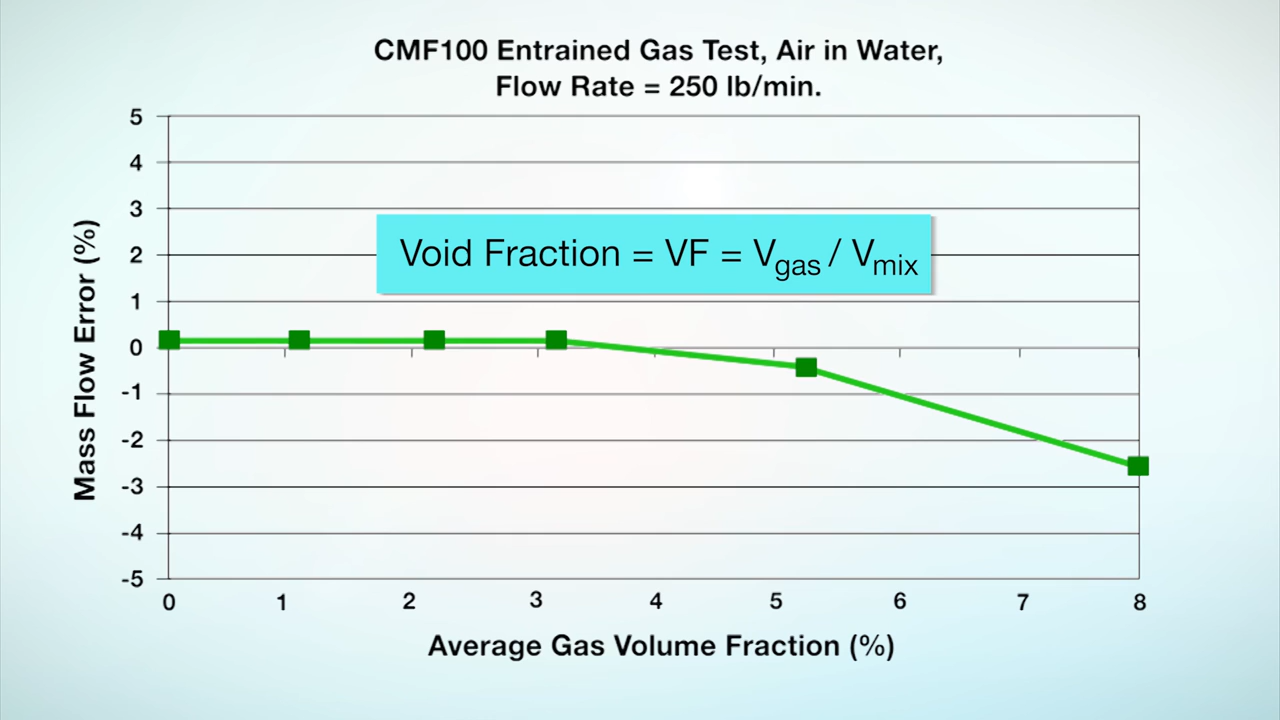 CMF100 Entrained Gas Test, Air in Water,
Flow Rate = 250 lb/min.
5
4
3
2
1
0
-1
-2
-3
-4
-5
Mass Flow Error (%)
Void Fraction = VF = Vgas / Vmix
0 1 2 3 4 5 6 7 8
Average Gas Volume Fraction (%)